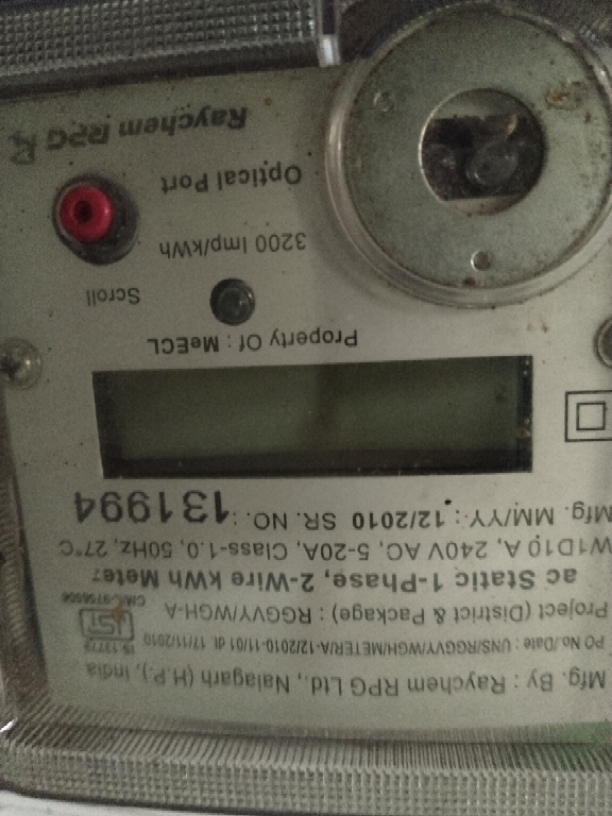 Mfg. By : Raychem RPG Ltd., Nalagarh (H.P.), India
PO No./Date : UNS/RGGVY/WGH/METER/A-12/2010-11/01 dt. 17/11/2010
IS 13779
ISI
Project (District & Package) : RGGVY/WGH-A
ac Static 1-Phase, 2-Wire kWh Meter
W1D10 A, 240V AC, 5-20A, Class-1.0, 50Hz, 27°C
Mfg. MM/YY : 12/2010 SR. NO. : 131994
Property Of : MeECL
Scroll
3200 Imp/kWh
Optical Port
Raychem RPG R